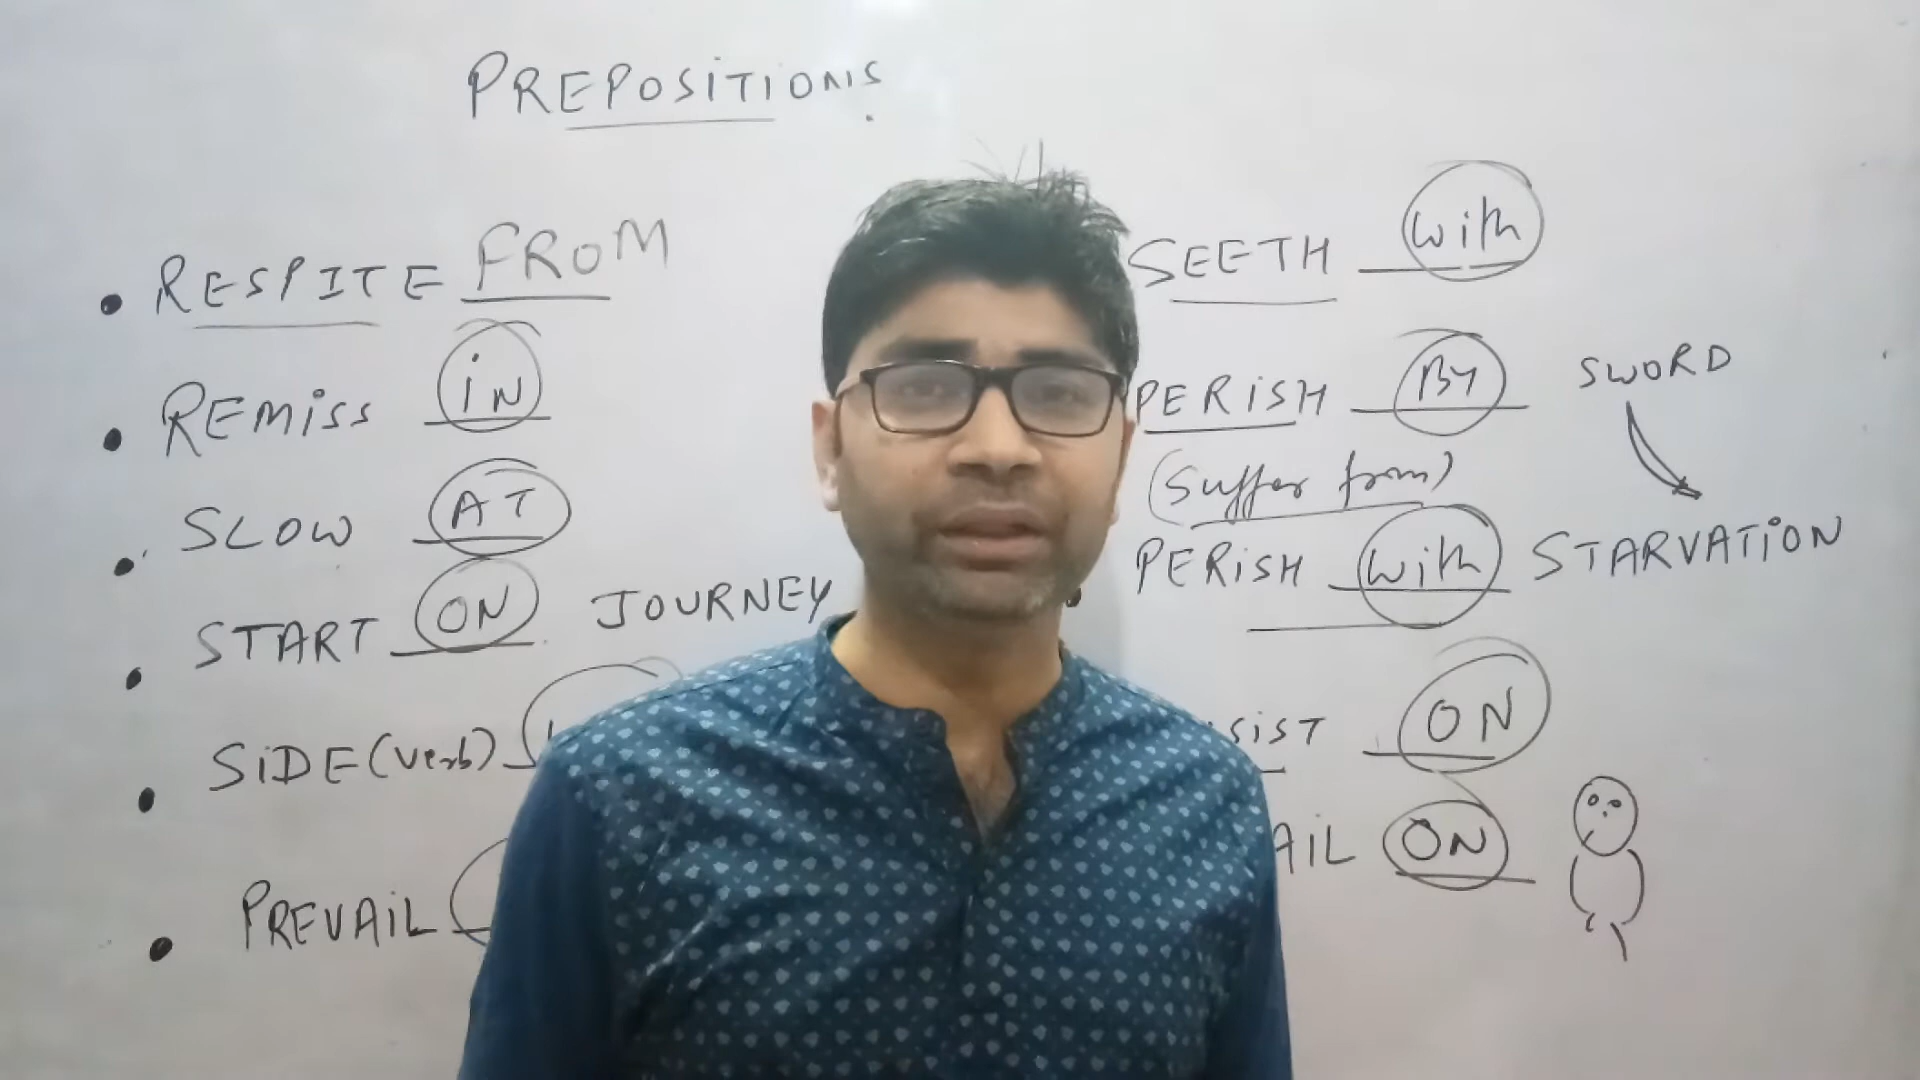 PREPOSITIONS
RESPITE FROM
REMISS iN
SLOW AT
START ON JOURNEY
SiDE (verb)
PREVAiL
SEETH with
PERiSH BY SWORD
(Suffer from)
PERiSH with STARVATiON
SiST ON
AiL ON